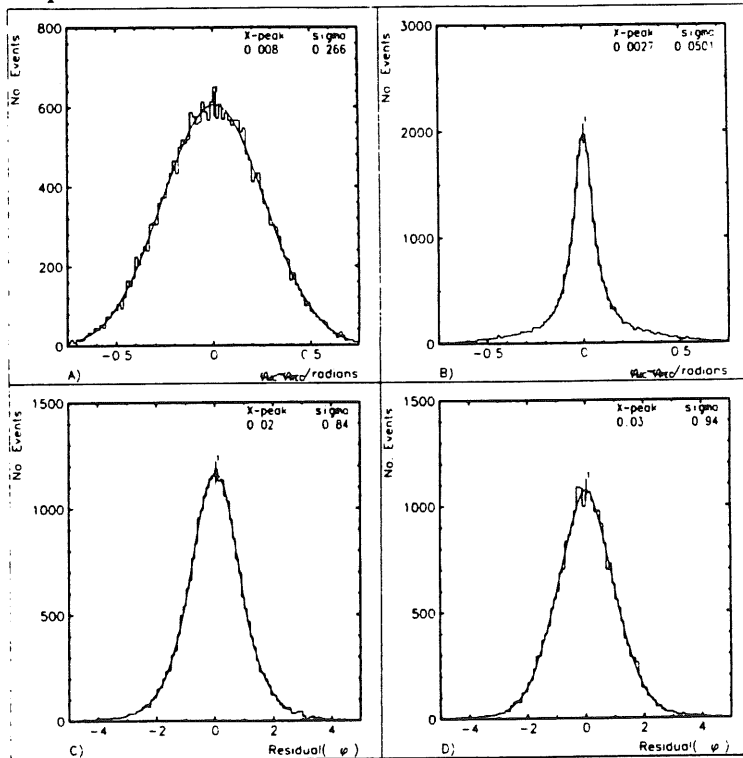 X-peak sigma
0.008 0.266
No. Events
800
600
400
200
0
-0.5 0 0.5
A)
/radians
X-peak sigma
0.0027 0.0501
No. Events
3000
2000
1000
0
-0.5 0 0.5
B)
/radians
X-peak sigma
0.02 0.84
No. Events
1500
1000
500
0
-4 -2 0 2 4
C)
Residual( φ)
X-peak sigma
0.03 0.94
No. Events
1500
1000
500
0
-4 -2 0 2 4
D)
Residual( φ)